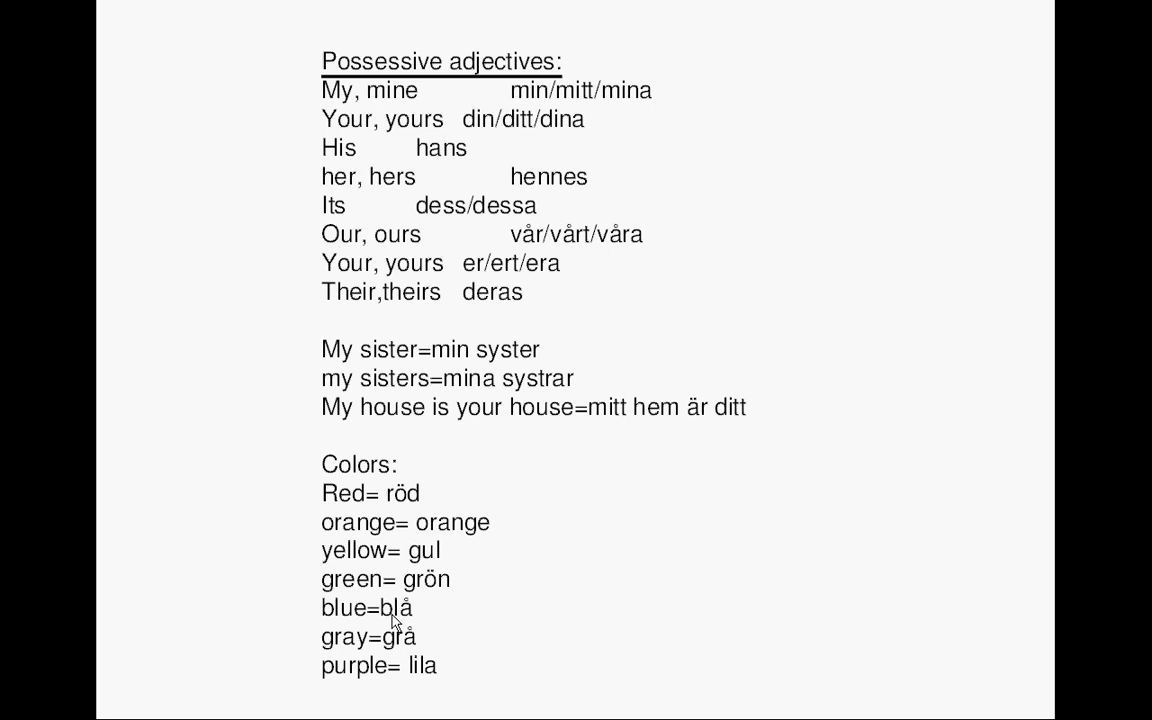 Possessive adjectives:
My, mine min/mitt/mina
Your, yours din/ditt/dina
His hans
her, hers hennes
Its dess/dessa
Our, ours vår/vårt/våra
Your, yours er/ert/era
Their,theirs deras
My sister=min syster
my sisters=mina systrar
My house is your house=mitt hem är ditt
Colors:
Red= röd
orange= orange
yellow= gul
green= grön
blue=blå
gray=grå
purple= lila